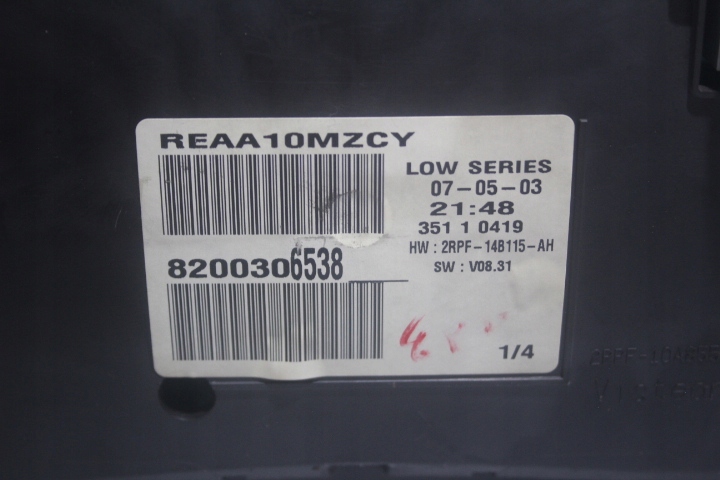 REAA10MZCY
LOW SERIES
07-05-03
21:48
351 1 0419
HW : 2RPF-14B115-AH
SW : V08.31
8200306538
1/4